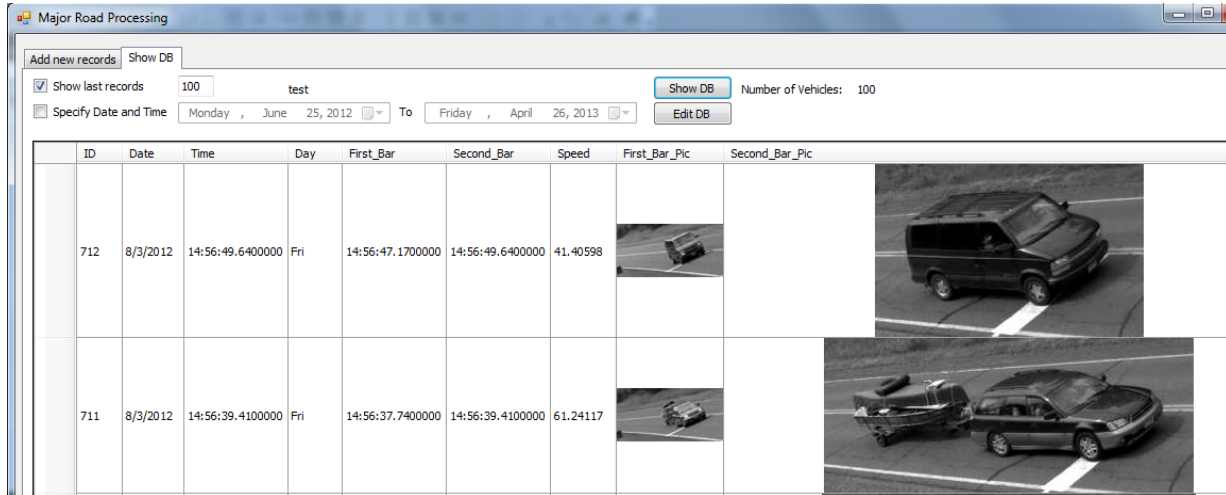 Major Road Processing
Add new records Show DB
Show last records 100 test Show DB Number of Vehicles: 100
Specify Date and Time Monday , June 25, 2012 To Friday , April 26, 2013 Edit DB
ID Date Time Day First_Bar Second_Bar Speed First_Bar_Pic Second_Bar_Pic
712 8/3/2012 14:56:49.6400000 Fri 14:56:47.1700000 14:56:49.6400000 41.40598
711 8/3/2012 14:56:39.4100000 Fri 14:56:37.7400000 14:56:39.4100000 61.24117